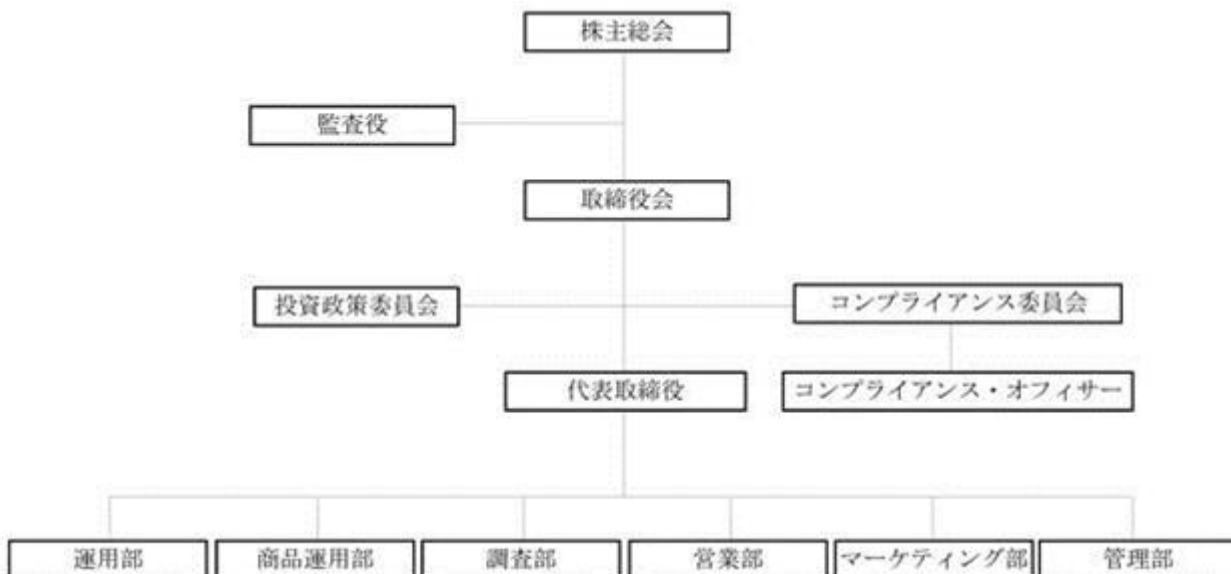 株主総会
監査役
取締役会
投資政策委員会
コンプライアンス委員会
代表取締役
コンプライアンス・オフィサー
運用部
商品運用部
調査部
営業部
マーケティング部
管理部